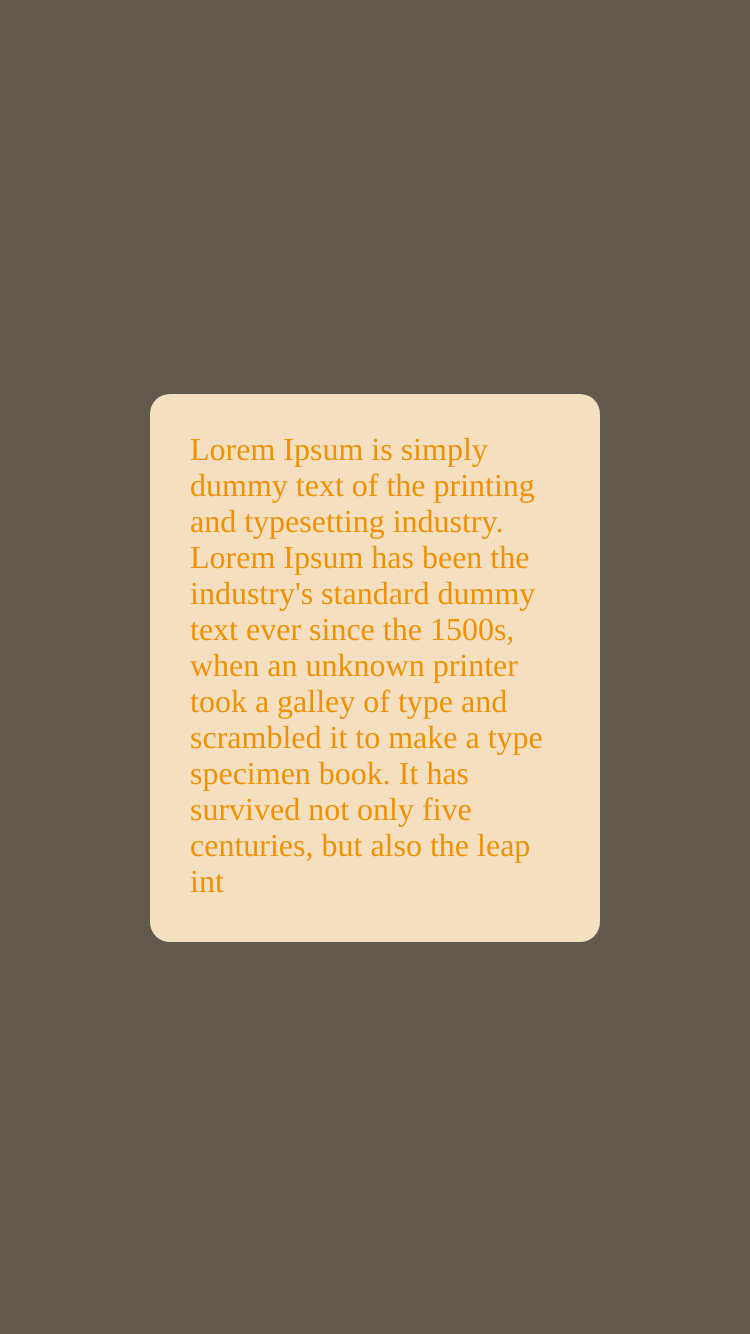 Lorem Ipsum is simply
dummy text of the printing
and typesetting industry.
Lorem Ipsum has been the
industry's standard dummy
text ever since the 1500s,
when an unknown printer
took a galley of type and
scrambled it to make a type
specimen book. It has
survived not only five
centuries, but also the leap
int